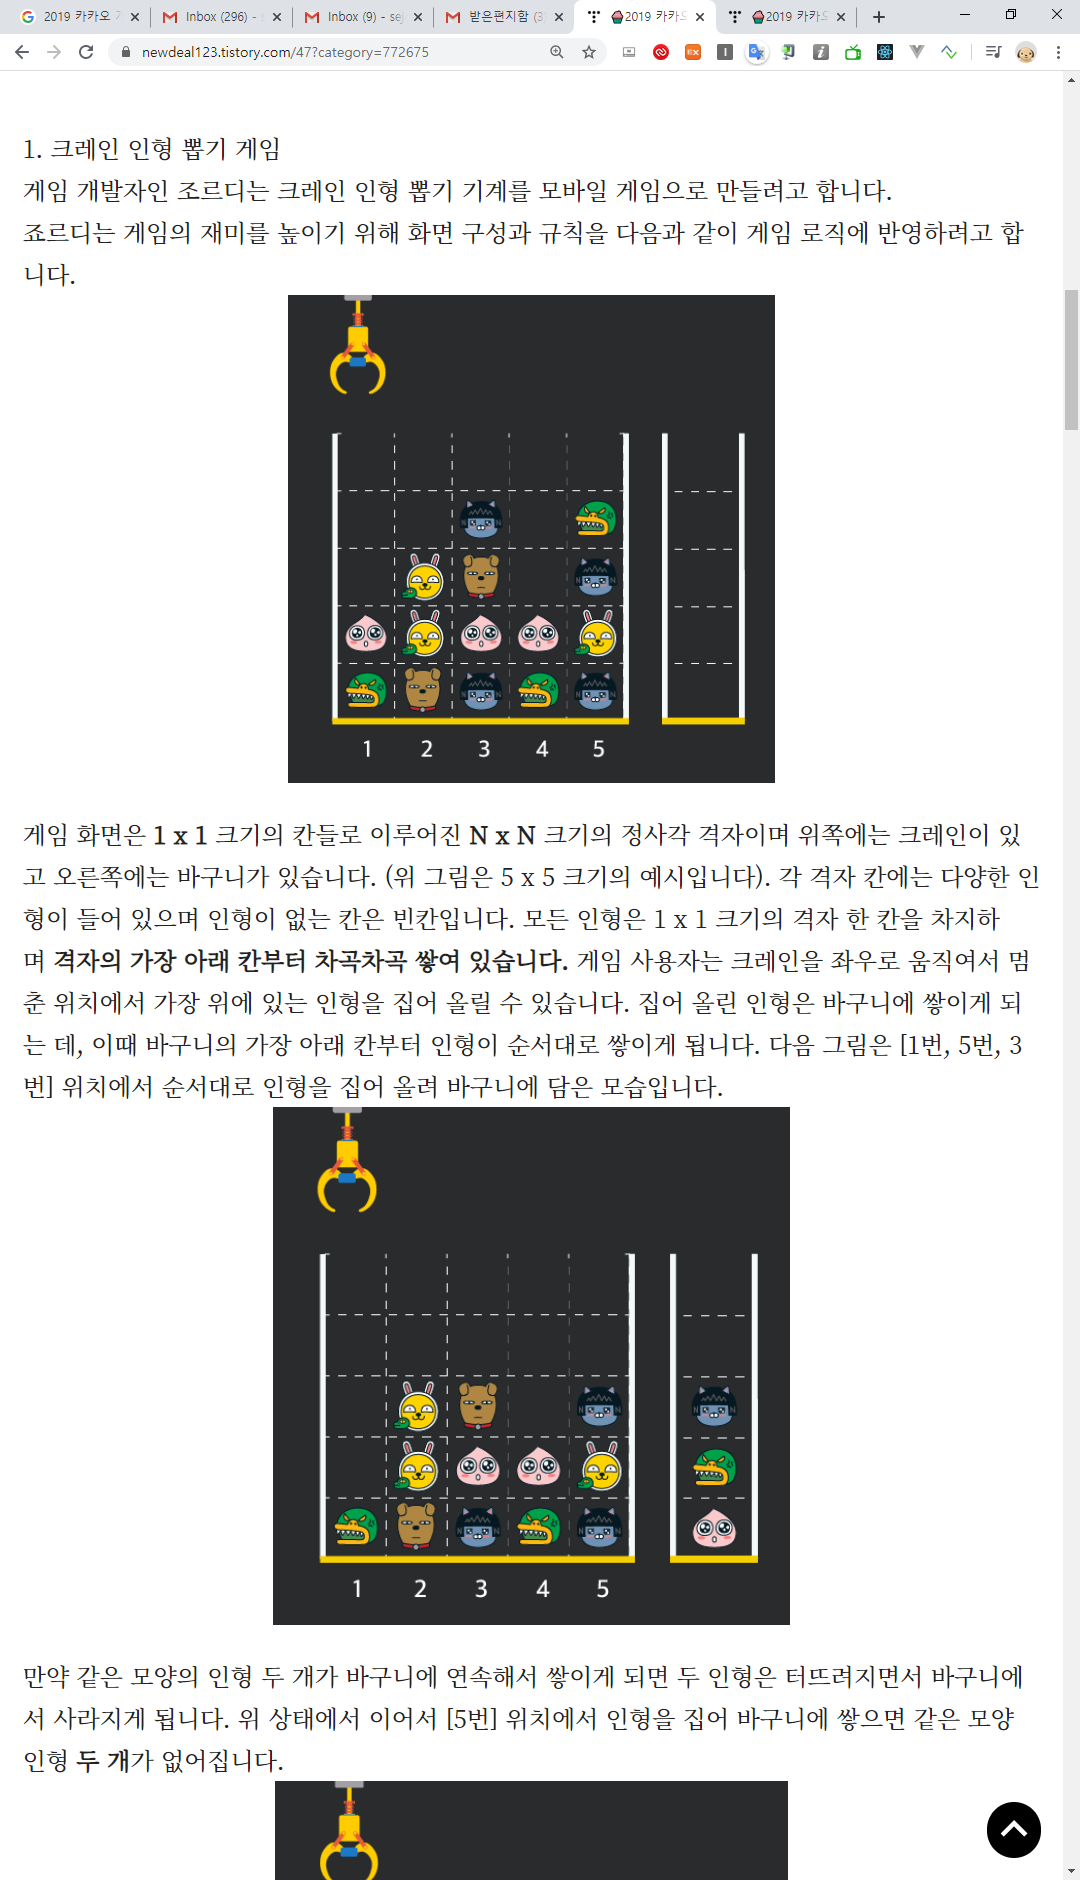 2019 카카오
Inbox (296) -
Inbox (9) - sej
받은편지함 (3
2019 카카오
2019 카카오
newdeal123.tistory.com/47?category=772675
1. 크레인 인형 뽑기 게임
게임 개발자인 죠르디는 크레인 인형 뽑기 기계를 모바일 게임으로 만들려고 합니다.
죠르디는 게임의 재미를 높이기 위해 화면 구성과 규칙을 다음과 같이 게임 로직에 반영하려고 합
니다.
1 2 3 4 5
게임 화면은 1 x 1 크기의 칸들로 이루어진 N x N 크기의 정사각 격자이며 위쪽에는 크레인이 있
고 오른쪽에는 바구니가 있습니다. (위 그림은 5 x 5 크기의 예시입니다). 각 격자 칸에는 다양한 인
형이 들어 있으며 인형이 없는 칸은 빈칸입니다. 모든 인형은 1 x 1 크기의 격자 한 칸을 차지하
며 격자의 가장 아래 칸부터 차곡차곡 쌓여 있습니다. 게임 사용자는 크레인을 좌우로 움직여서 멈
춘 위치에서 가장 위에 있는 인형을 집어 올릴 수 있습니다. 집어 올린 인형은 바구니에 쌓이게 되
는 데, 이때 바구니의 가장 아래 칸부터 인형이 순서대로 쌓이게 됩니다. 다음 그림은 [1번, 5번, 3
번] 위치에서 순서대로 인형을 집어 올려 바구니에 담은 모습입니다.
1 2 3 4 5
만약 같은 모양의 인형 두 개가 바구니에 연속해서 쌓이게 되면 두 인형은 터뜨려지면서 바구니에
서 사라지게 됩니다. 위 상태에서 이어서 [5번] 위치에서 인형을 집어 바구니에 쌓으면 같은 모양
인형 두 개가 없어집니다.